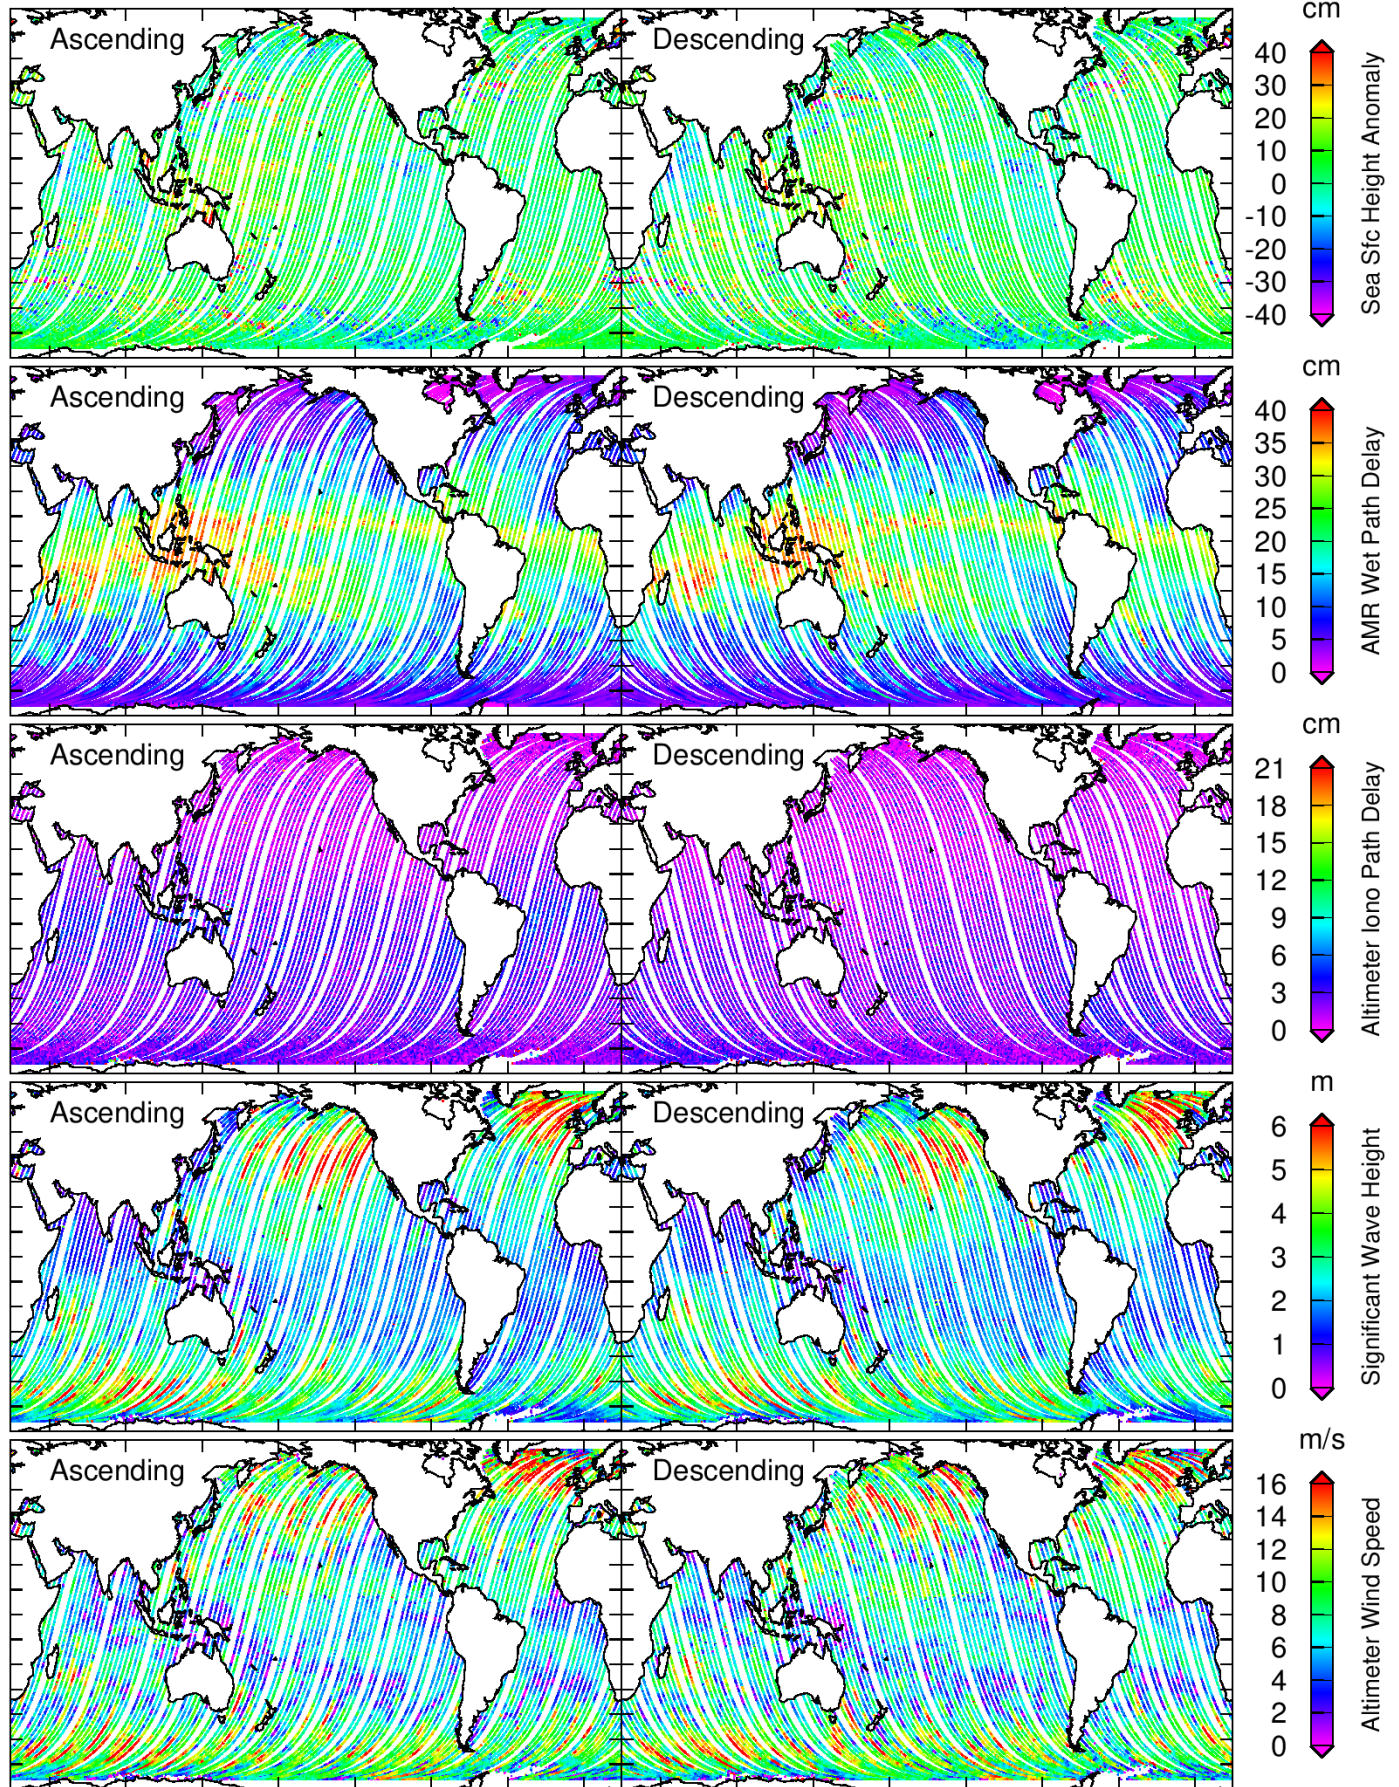 cm
Ascending
Descending
40
30
20
10
0
-10
-20
-30
-40
Sea Sfc Height Anomaly
cm
Ascending
Descending
40
35
30
25
20
15
10
5
0
AMR Wet Path Delay
cm
Ascending
Descending
21
18
15
12
9
6
3
0
Altimeter Iono Path Delay
m
Ascending
Descending
6
5
4
3
2
1
0
Significant Wave Height
m/s
Ascending
Descending
16
14
12
10
8
6
4
2
0
Altimeter Wind Speed